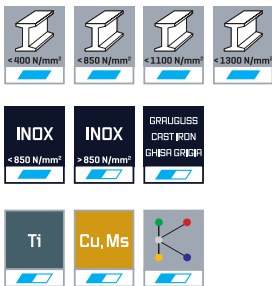 <400 N/mm² <850 N/mm² <1100 N/mm² <1300 N/mm²
INOX INOX GRAUGUSS
CAST IRON
GHISA GRIGIA
<850 N/mm² >850 N/mm²
Ti Cu, Ms